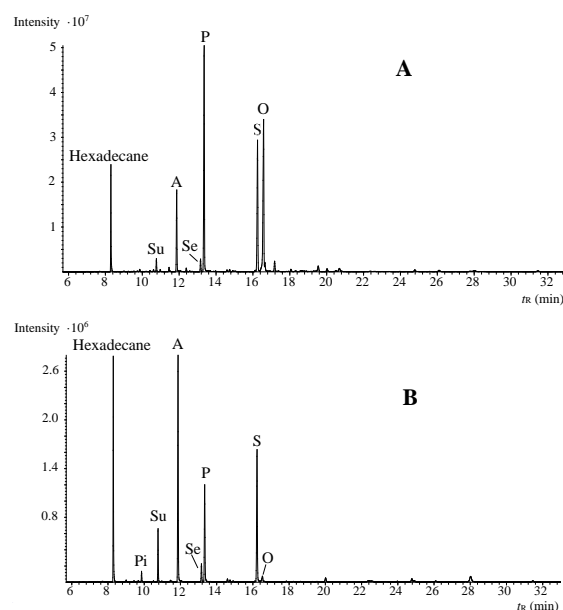 Intensity ·10⁷
P
5
A
4
O
3
S
Hexadecane
2
A
1
Su
Se
6 8 10 12 14 16 18 20 22 24 26 28 30 32
tR (min)
Intensity ·10⁶
Hexadecane
A
2.6
B
2.0
S
1.4
P
Su
0.8
Se
Pi
O
6 8 10 12 14 16 18 20 22 24 26 28 30 32
tR (min)